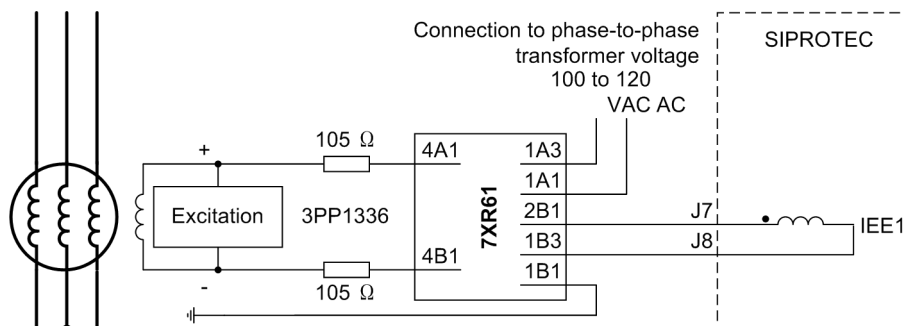 Connection to phase-to-phase
transformer voltage
100 to 120
VAC AC
SIPROTEC
105 Ω
+
4A1
1A3
1A1
Excitation
3PP1336
7XR61
2B1
J7
IEE1
J8
1B3
4B1
1B1
-
105 Ω